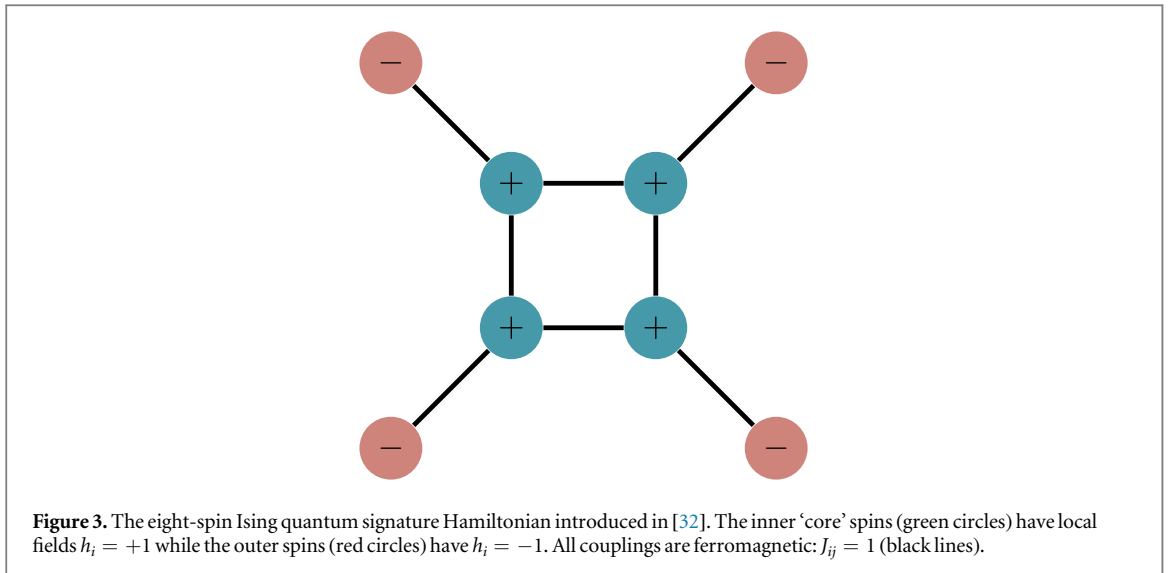 − −
+ +
+ +
− −
Figure 3. The eight-spin Ising quantum signature Hamiltonian introduced in [32]. The inner ‘core’ spins (green circles) have local
fields hᵢ = +1 while the outer spins (red circles) have hᵢ = −1. All couplings are ferromagnetic: Jᵢⱼ = 1 (black lines).